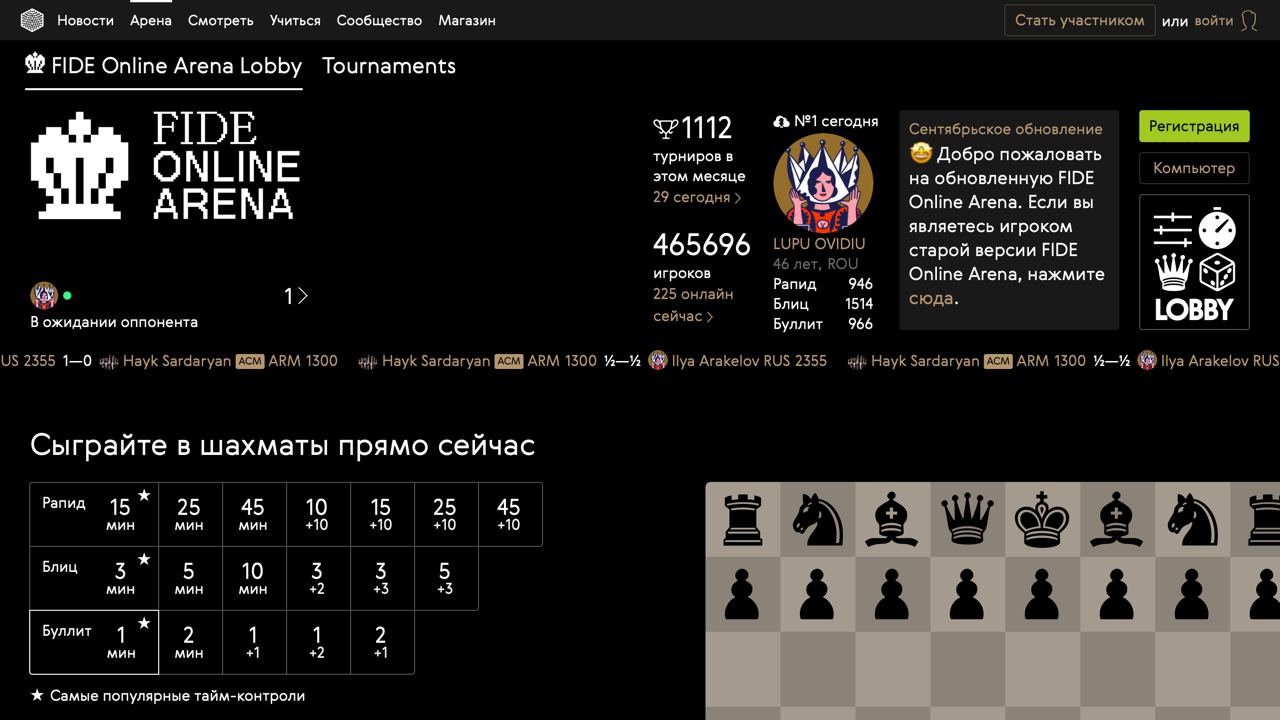 Новости Арена Смотреть Учиться Сообщество Магазин
Стать участником или войти
FIDE Online Arena Lobby Tournaments
FIDE
ONLINE
ARENA
1
В ожидании оппонента
1112
турниров в
этом месяце
29 сегодня
465696
игроков
225 онлайн
сейчас
№1 сегодня
LUPU OVIDIU
46 лет, ROU
Рапид 946
Блиц 1514
Буллит 966
Сентябрьское обновление
Добро пожаловать
на обновленную FIDE
Online Arena. Если вы
являетесь игроком
старой версии FIDE
Online Arena, нажмите
сюда.
Регистрация
Компьютер
LOBBY
US 2355 1—0 Hayk Sardaryan ACM ARM 1300 Hayk Sardaryan ACM ARM 1300 ½—½ Ilya Arakelov RUS 2355 Hayk Sardaryan ACM ARM 1300 ½—½ Ilya Arakelov RUS
Сыграйте в шахматы прямо сейчас
Рапид 15 25 45 10 15 25 45
мин мин мин +10 +10 +10 +10
Блиц 3 5 10 3 3 5
мин мин мин +2 +3 +3
Буллит 1 2 1 1 2
мин мин +1 +2 +1
★ Самые популярные тайм-контроли